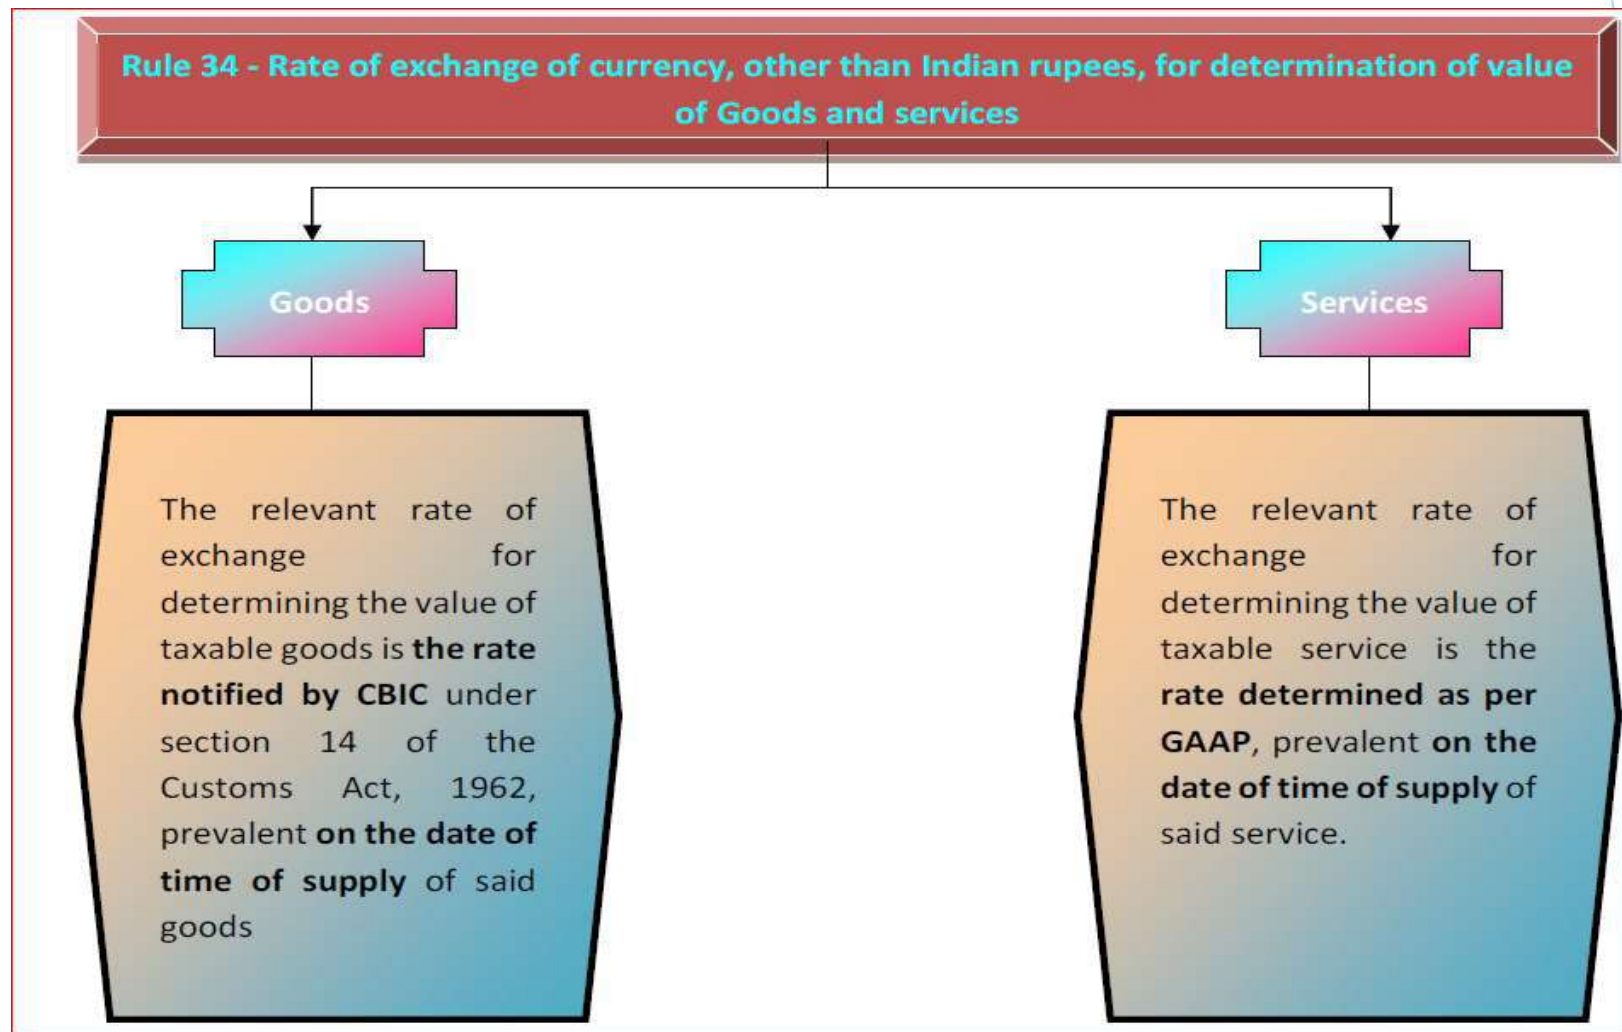 Rule 34 - Rate of exchange of currency, other than Indian rupees, for determination of value
of Goods and services
Goods
The relevant rate of
exchange for
determining the value of
taxable goods is the rate
notified by CBIC under
section 14 of the
Customs Act, 1962,
prevalent on the date of
time of supply of said
goods
Services
The relevant rate of
exchange for
determining the value of
taxable service is the
rate determined as per
GAAP, prevalent on the
date of time of supply of
said service.